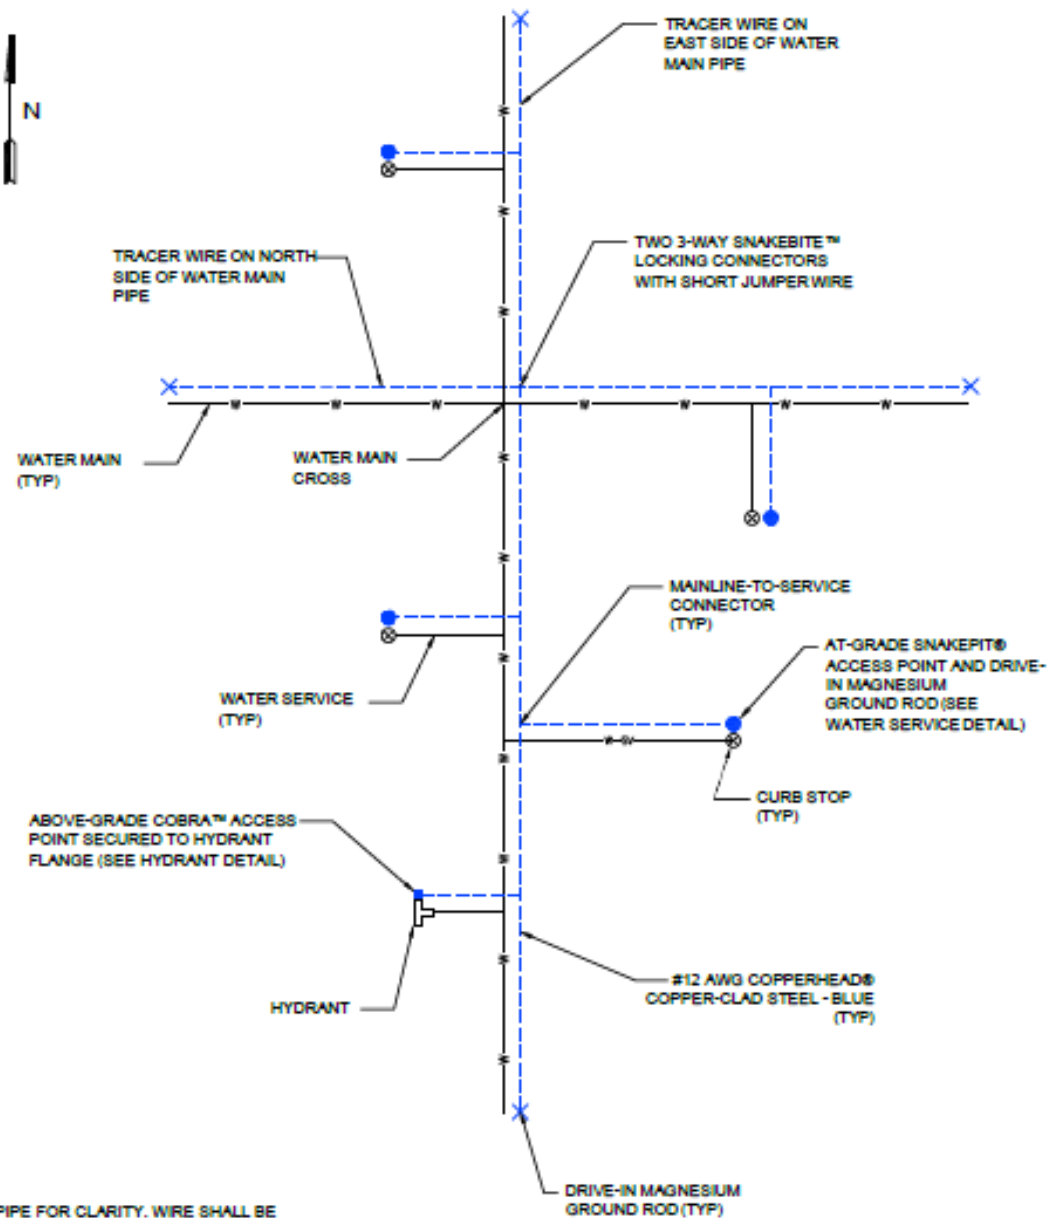 TRACER WIRE ON
EAST SIDE OF WATER
MAIN PIPE
N
TRACER WIRE ON NORTH
SIDE OF WATER MAIN
PIPE
TWO 3-WAY SNAKEBITE™
LOCKING CONNECTORS
WITH SHORT JUMPER WIRE
W
W
W
W
W
W
W
W
W
W
WATER MAIN
(TYP)
WATER MAIN
CROSS
W
W
MAINLINE-TO-SERVICE
CONNECTOR
(TYP)
AT-GRADE SNAKEPIT®
ACCESS POINT AND DRIVE-
IN MAGNESIUM
GROUND ROD (SEE
WATER SERVICE DETAIL)
W
WATER SERVICE
(TYP)
W-SV
W
CURB STOP
(TYP)
ABOVE-GRADE COBRA™ ACCESS
POINT SECURED TO HYDRANT
FLANGE (SEE HYDRANT DETAIL)
W
W
#12 AWG COPPERHEAD®
COPPER-CLAD STEEL - BLUE
(TYP)
HYDRANT
W
DRIVE-IN MAGNESIUM
GROUND ROD (TYP)
PIPE FOR CLARITY. WIRE SHALL BE